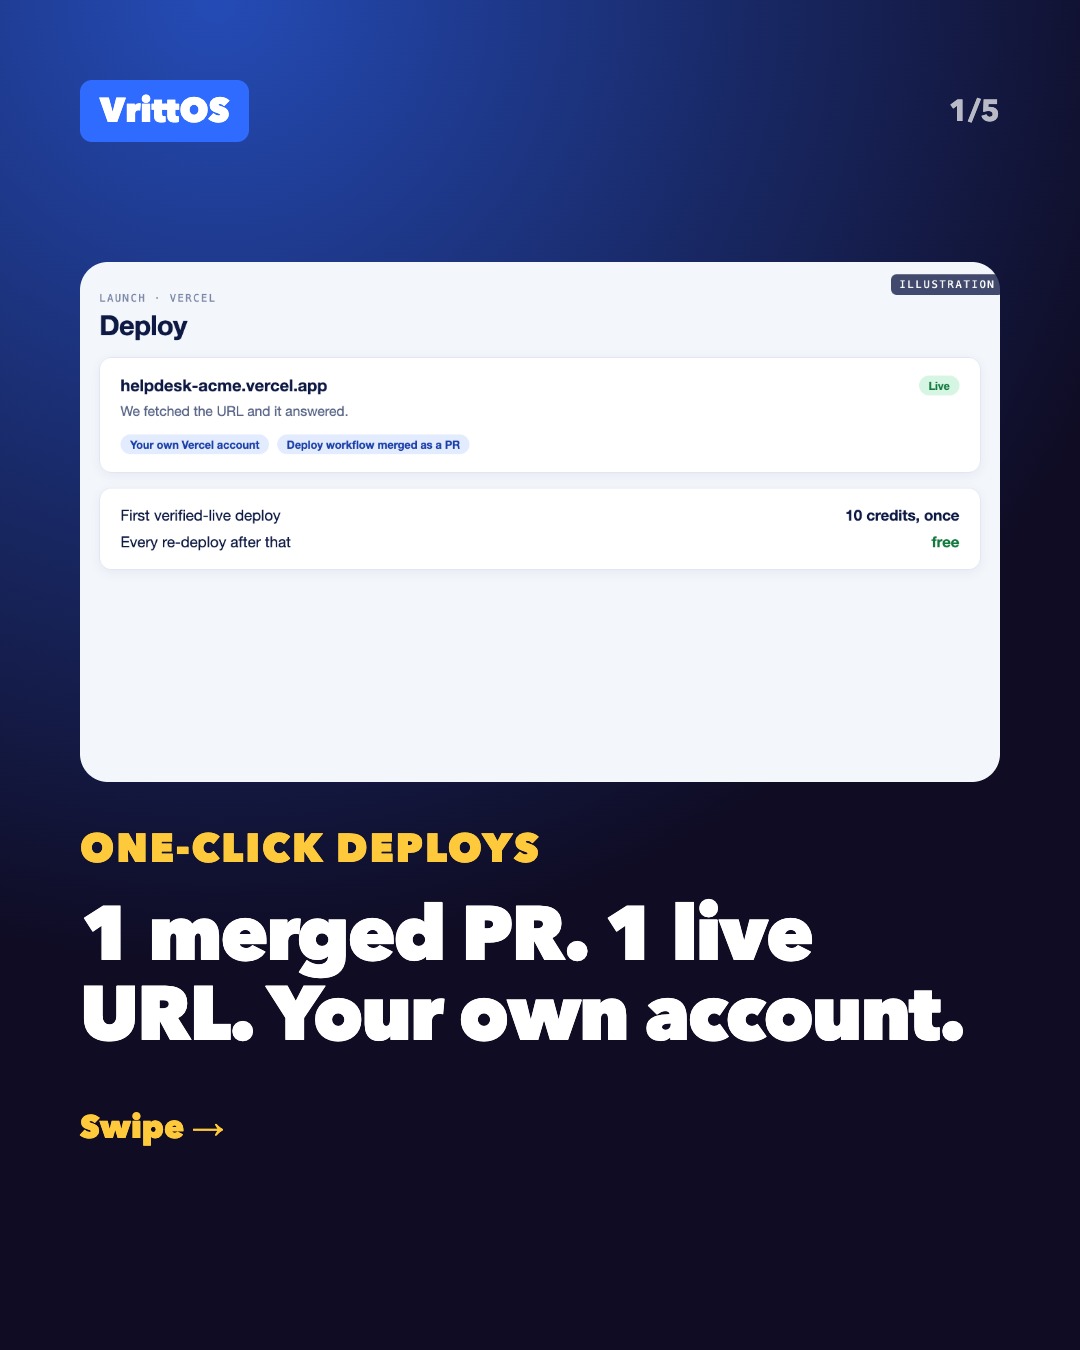 VrittOS
1/5
ILLUSTRATION
LAUNCH · VERCEL
Deploy
helpdesk-acme.vercel.app
Live
We fetched the URL and it answered.
Your own Vercel account
Deploy workflow merged as a PR
First verified-live deploy
10 credits, once
Every re-deploy after that
free
ONE-CLICK DEPLOYS
1 merged PR. 1 live
URL. Your own account.
Swipe →